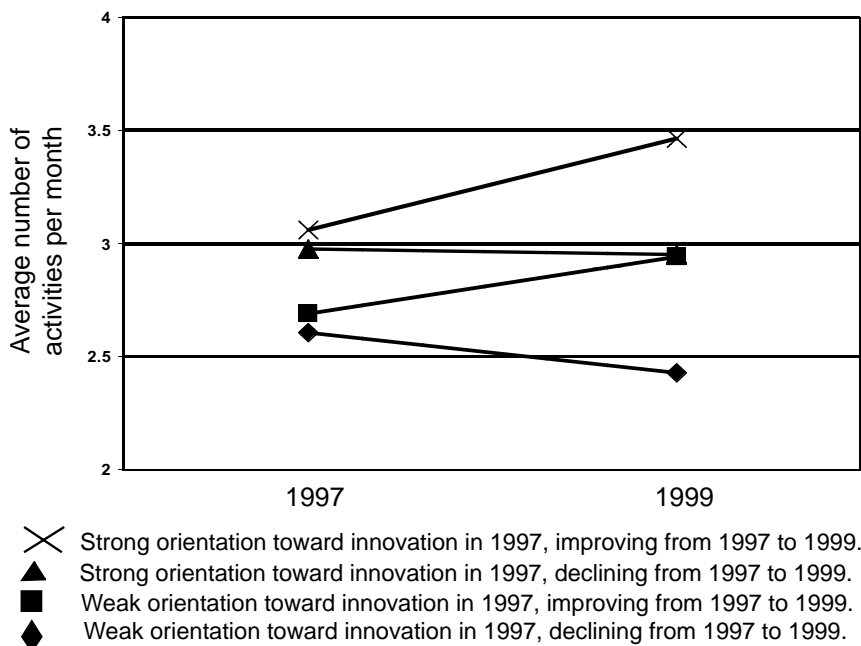 4
3.5
3
2.5
2
Average number of
activities per month
1997 1999
Strong orientation toward innovation in 1997, improving from 1997 to 1999.
Strong orientation toward innovation in 1997, declining from 1997 to 1999.
Weak orientation toward innovation in 1997, improving from 1997 to 1999.
Weak orientation toward innovation in 1997, declining from 1997 to 1999.